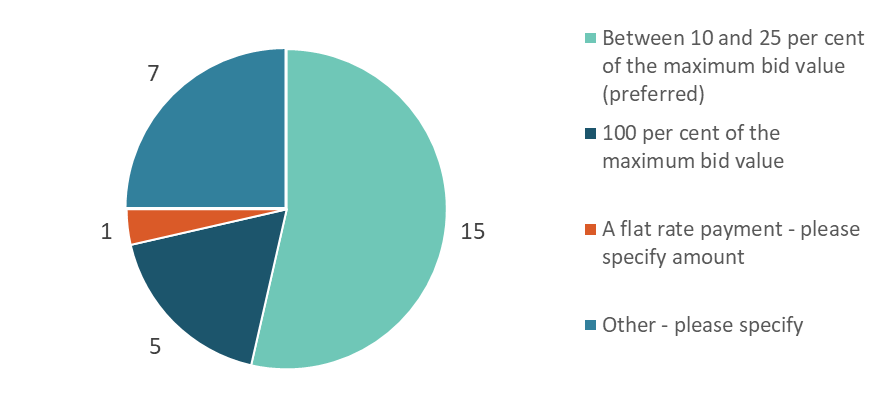 7
1
5
15
Between 10 and 25 per cent
of the maximum bid value
(preferred)
100 per cent of the
maximum bid value
A flat rate payment - please
specify amount
Other - please specify